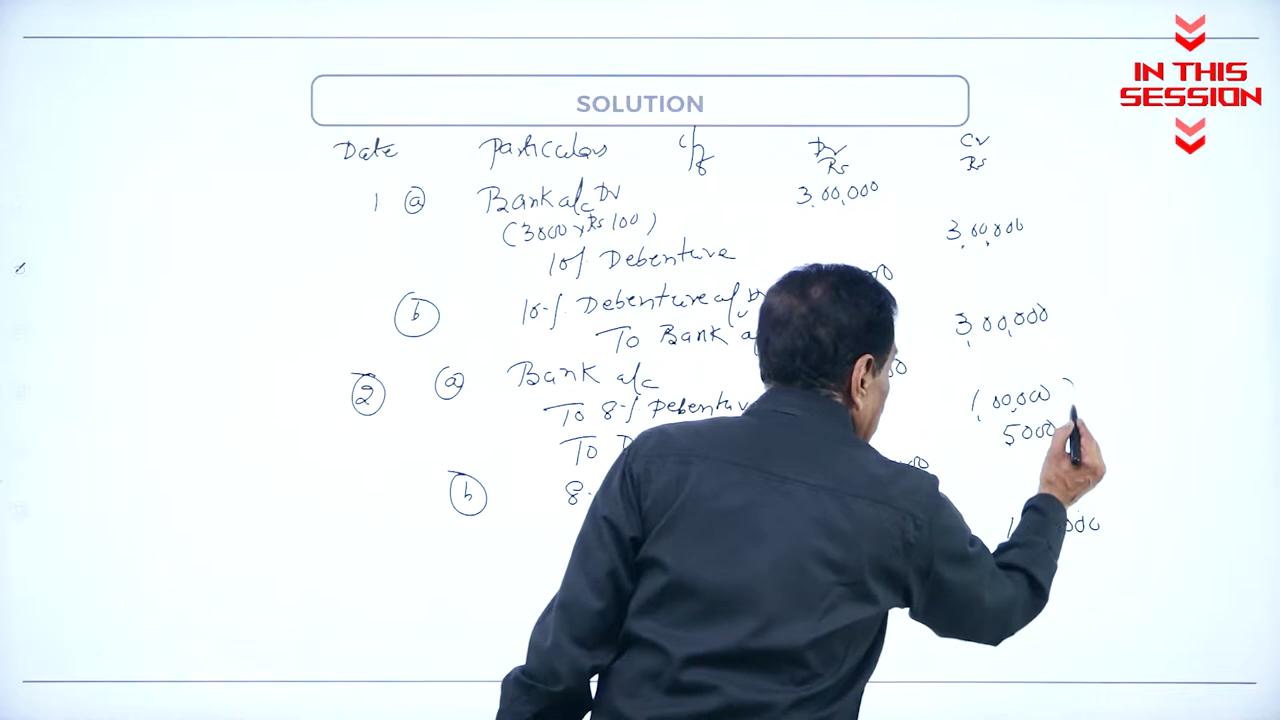 IN THIS
SESSION
SOLUTION
Date Particulars Dr Cr
Rs Rs
1 (a) Bank a/c Dr 3,00,000
(3000 x Rs 100) 3,00,000
10% Debenture
(b) 10% Debenture a/c Dr
To Bank 3,00,000
(2) (a) Bank a/c
To 8% Debenture 1,00,000
To 5000
(b) 8